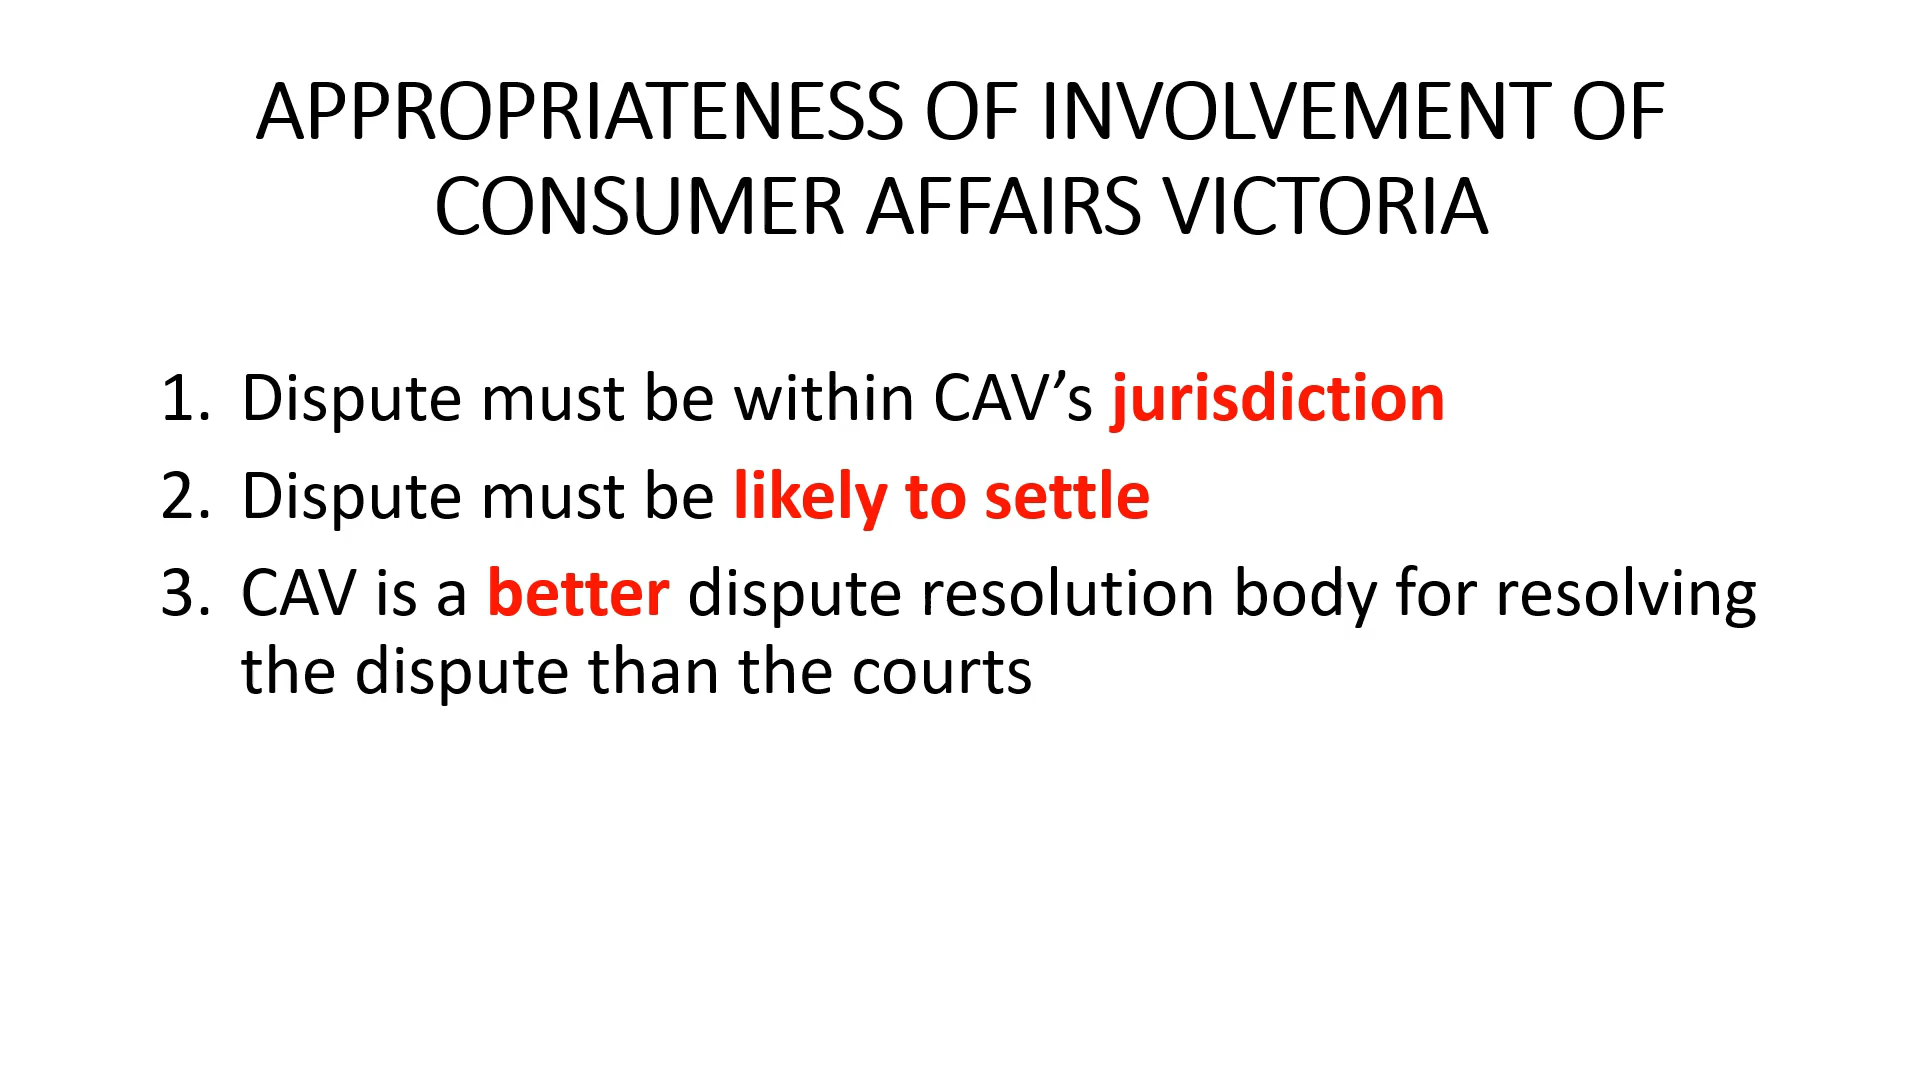 APPROPRIATENESS OF INVOLVEMENT OF
CONSUMER AFFAIRS VICTORIA
1. Dispute must be within CAV’s jurisdiction
2. Dispute must be likely to settle
3. CAV is a better dispute resolution body for resolving
the dispute than the courts